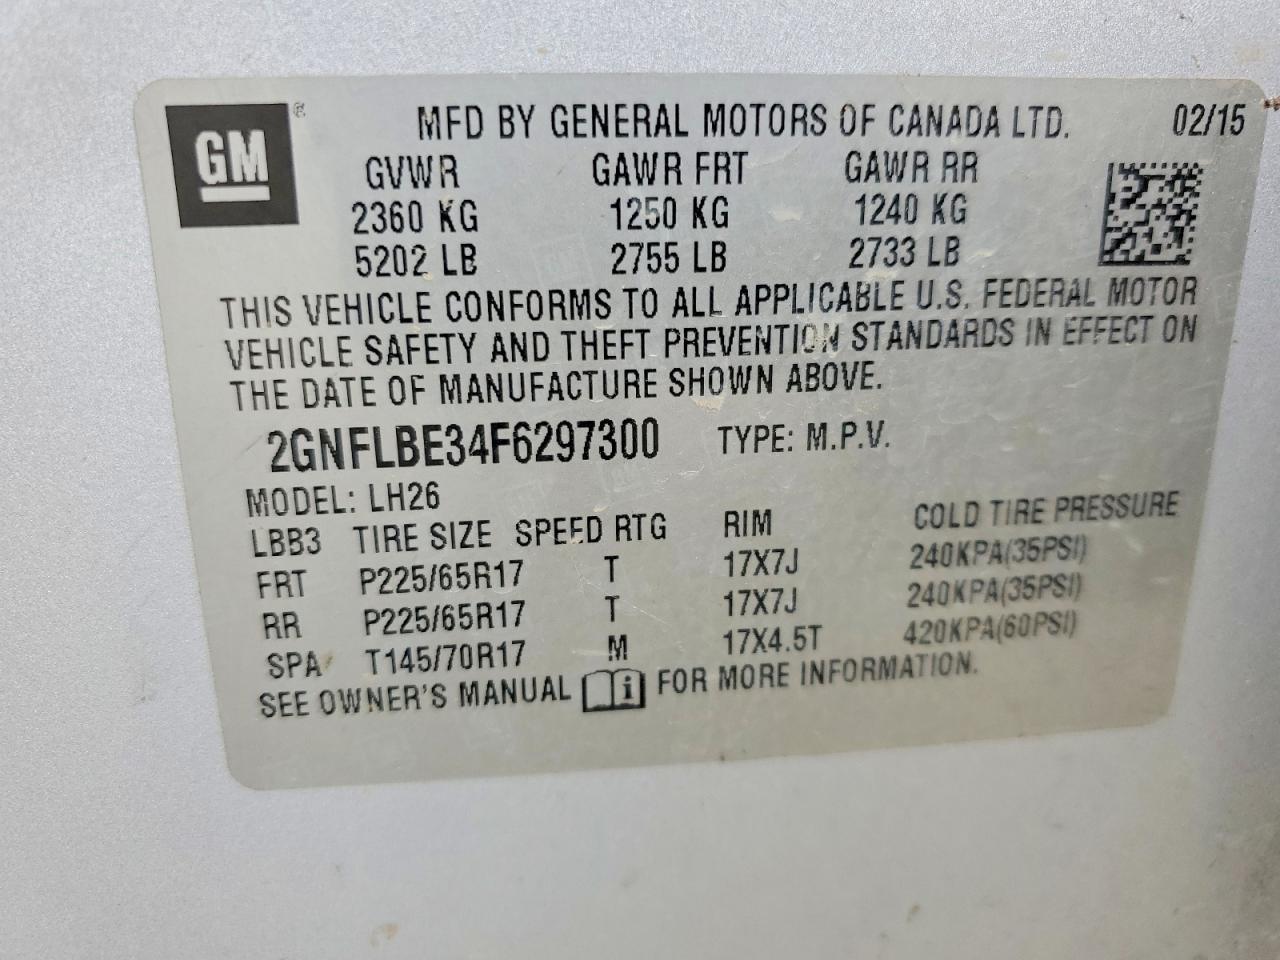 GM ® MFD BY GENERAL MOTORS OF CANADA LTD. 02/15
GVWR GAWR FRT GAWR RR
2360 KG 1250 KG 1240 KG
5202 LB 2755 LB 2733 LB
THIS VEHICLE CONFORMS TO ALL APPLICABLE U.S. FEDERAL MOTOR
VEHICLE SAFETY AND THEFT PREVENTION STANDARDS IN EFFECT ON
THE DATE OF MANUFACTURE SHOWN ABOVE.
2GNFLBE34F6297300 TYPE: M.P.V.
MODEL: LH26
LBB3 TIRE SIZE SPEED RTG RIM COLD TIRE PRESSURE
FRT P225/65R17 T 17X7J 240KPA(35PSI)
RR P225/65R17 T 17X7J 240KPA(35PSI)
SPA T145/70R17 M 17X4.5T 420KPA(60PSI)
SEE OWNER'S MANUAL i FOR MORE INFORMATION.